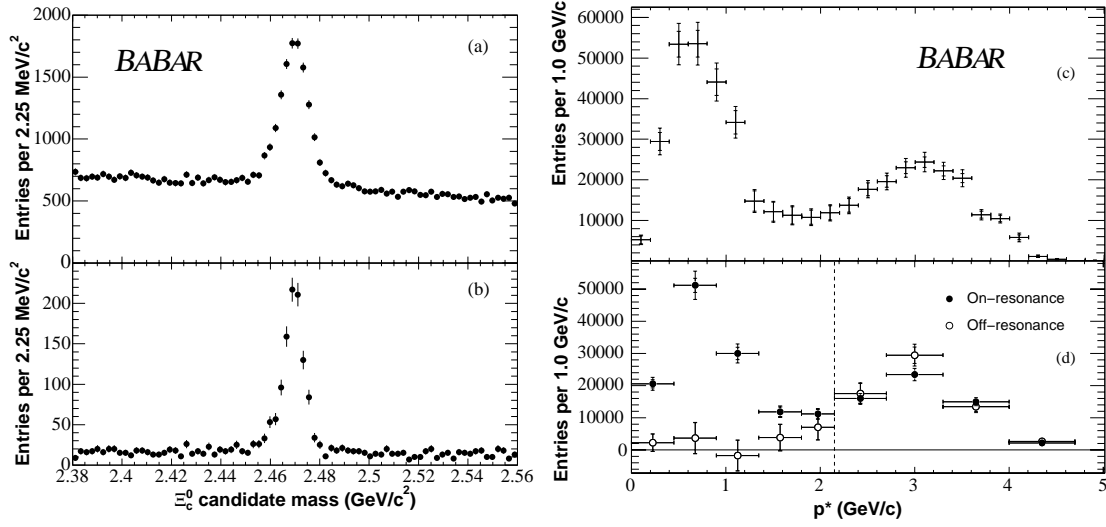 2000
1500
1000
500
0
Entries per 2.25 MeV/c²
BABAR
(a)
200
150
100
50
0
Entries per 2.25 MeV/c²
(b)
2.38 2.4 2.42 2.44 2.46 2.48 2.5 2.52 2.54 2.56
Ξc⁰ candidate mass (GeV/c²)
60000
50000
40000
30000
20000
10000
Entries per 1.0 GeV/c
BABAR
(c)
50000
40000
30000
20000
10000
0
Entries per 1.0 GeV/c
On−resonance
Off−resonance
(d)
0 1 2 3 4 5
p* (GeV/c)